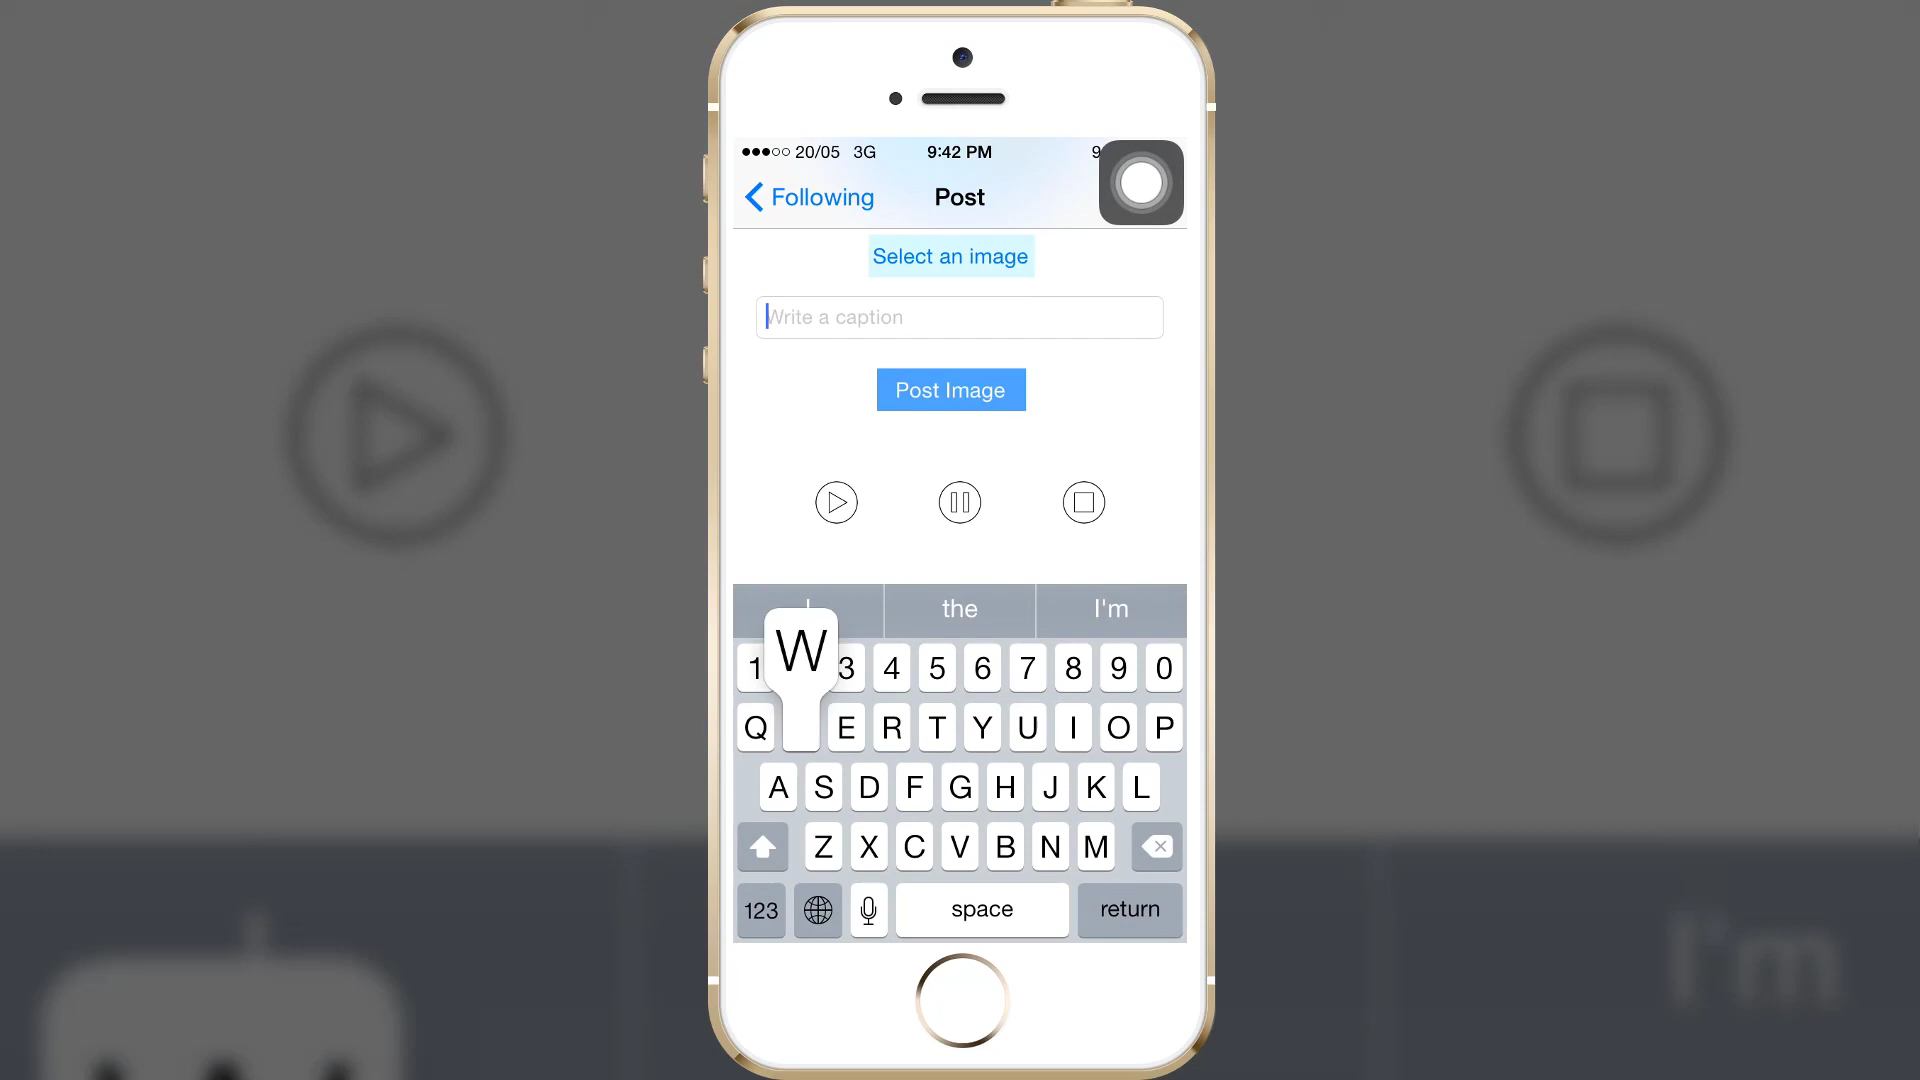 20/05 3G 9:42 PM 9
Following Post
Select an image
Write a caption
Post Image
the I'm
W
1 3 4 5 6 7 8 9 0
Q E R T Y U I O P
A S D F G H J K L
Z X C V B N M
123 space return
I'm